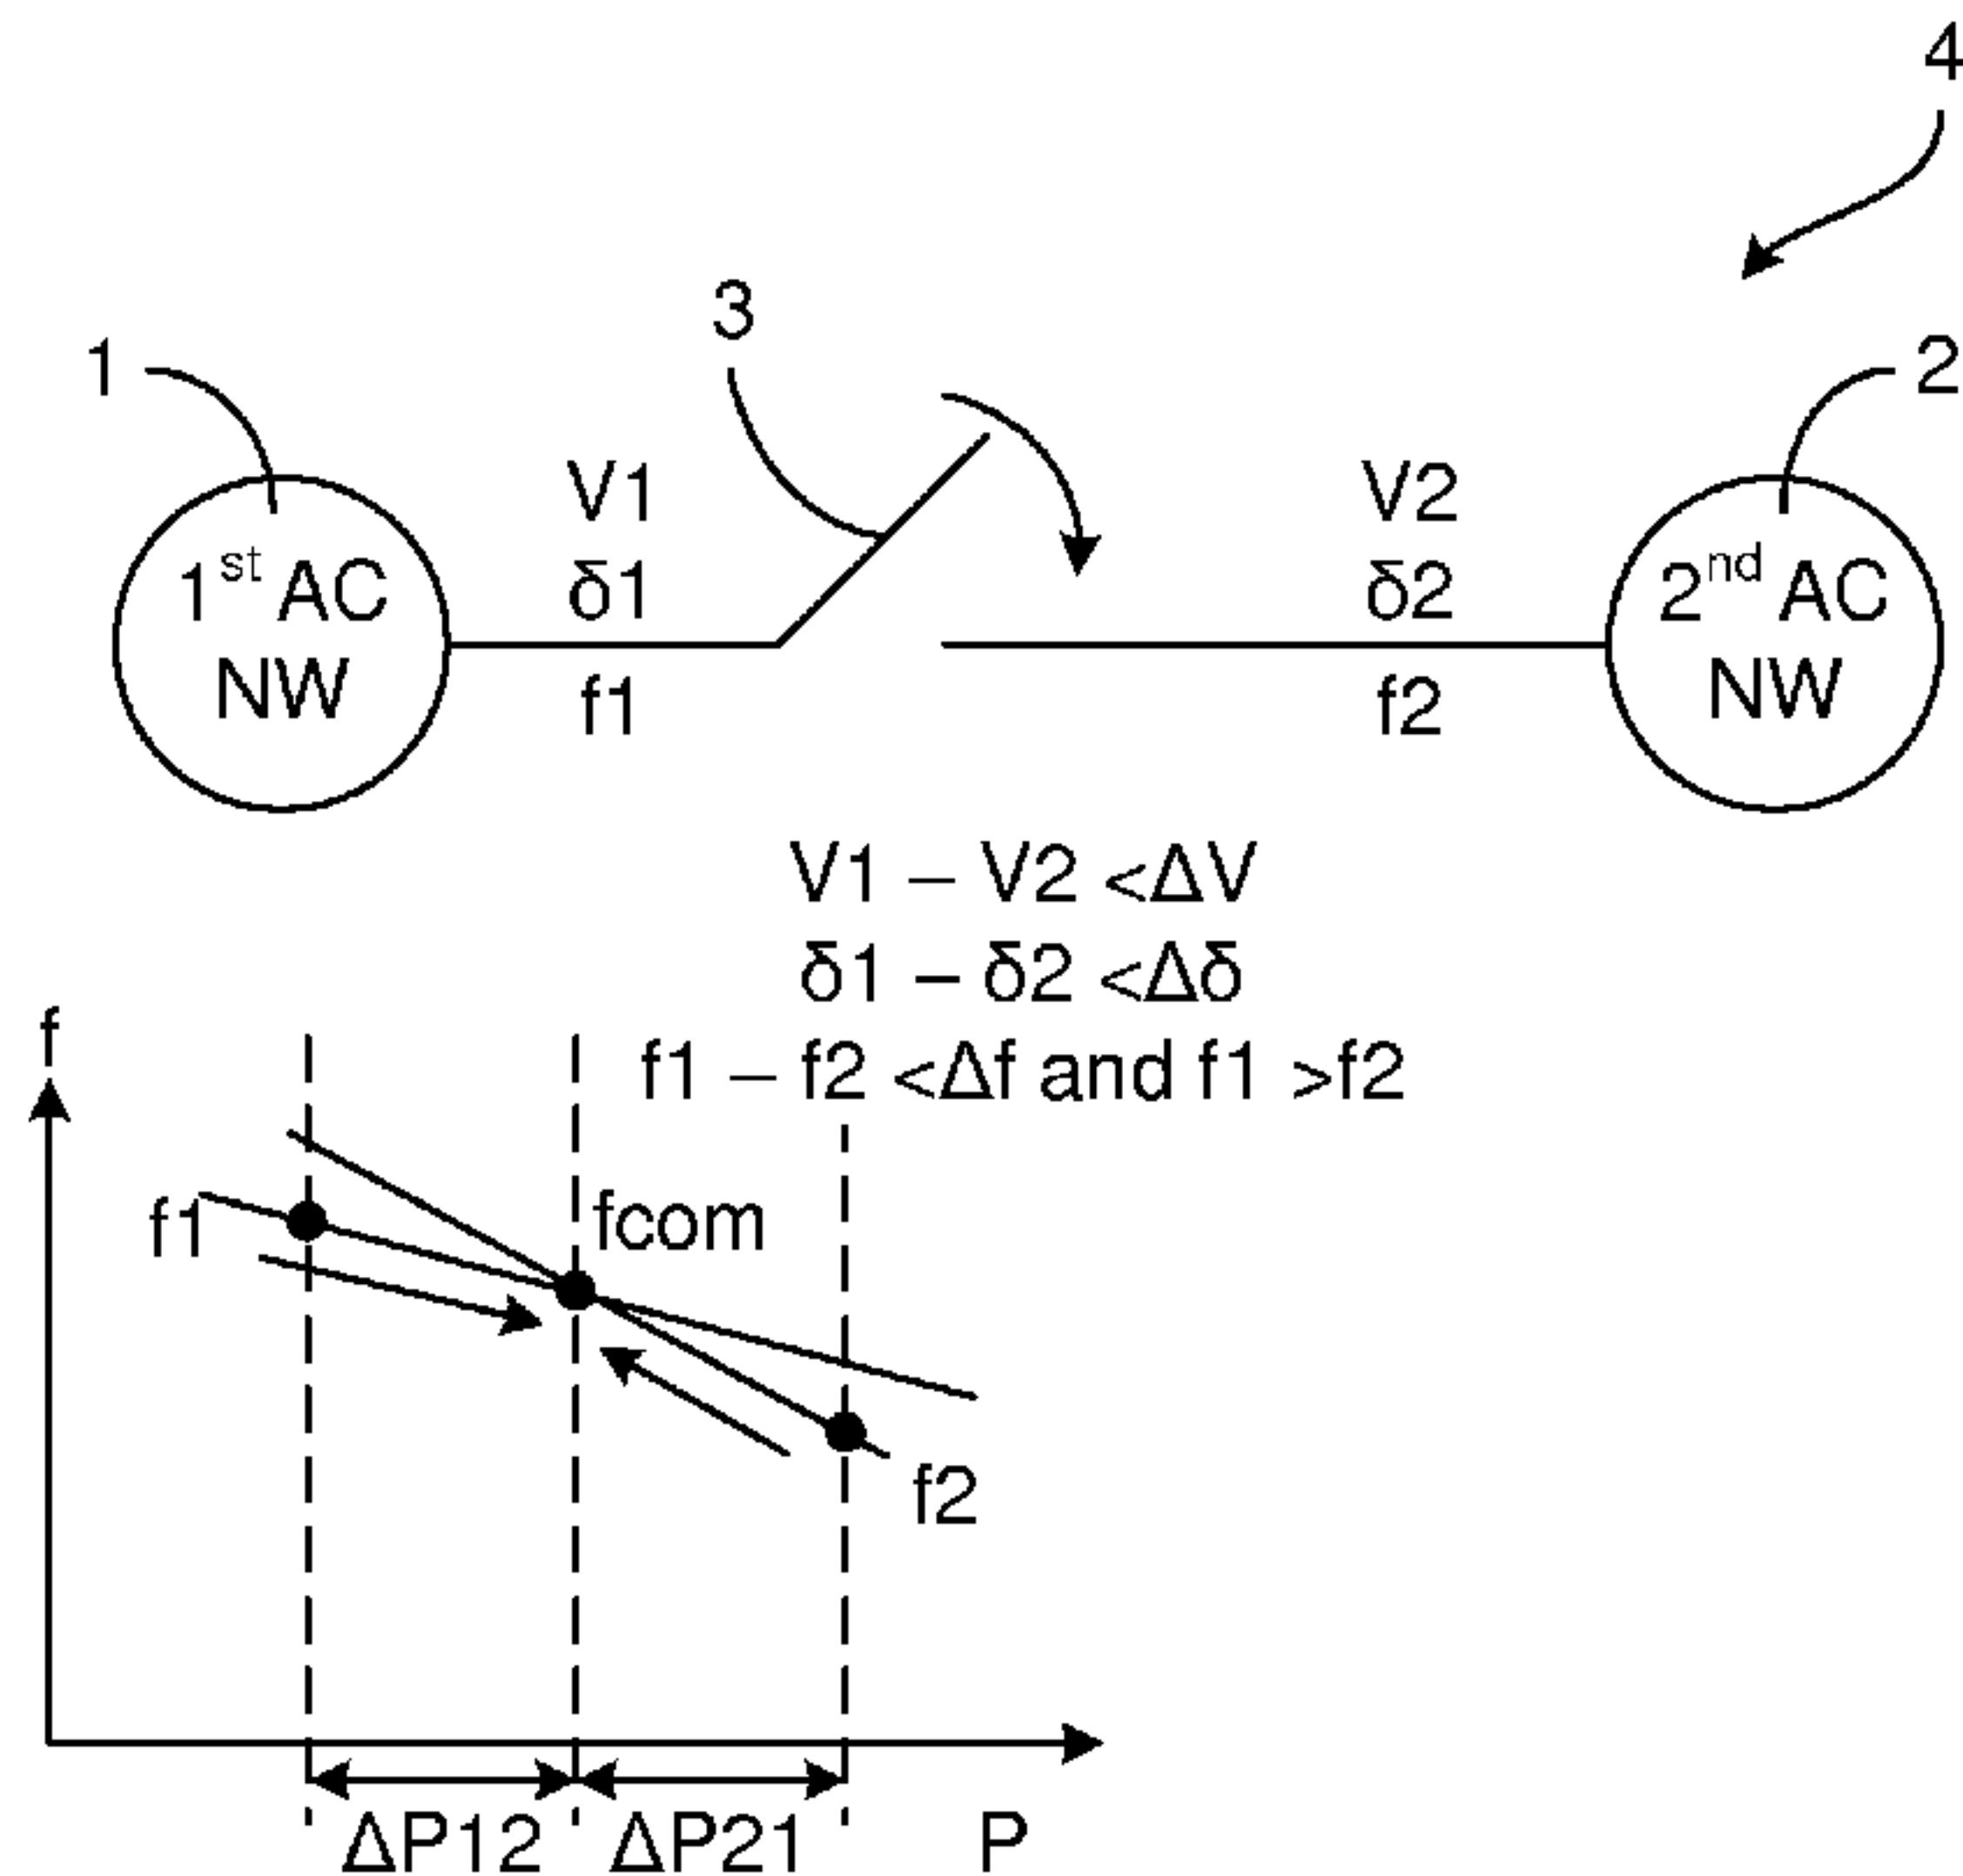 4
3
1
2
V1
V2
δ1
δ2
1st AC
NW
2nd AC
NW
f1
f2
V1 – V2 <ΔV
δ1 – δ2 <Δδ
f1 – f2 <Δf and f1 >f2
f
f1
fcom
f2
ΔP12
ΔP21
P